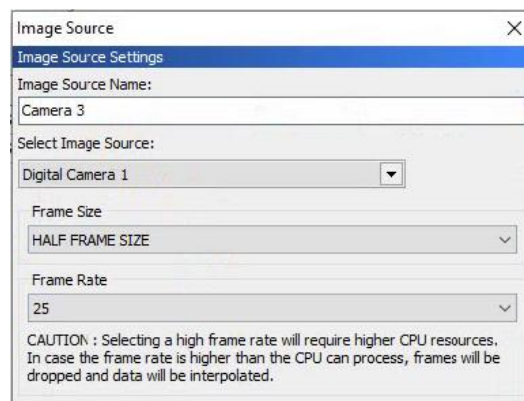 Image Source
Image Source Settings
Image Source Name:
Camera 3
Select Image Source:
Digital Camera 1
Frame Size
HALF FRAME SIZE
Frame Rate
25
CAUTION : Selecting a high frame rate will require higher CPU resources.
In case the frame rate is higher than the CPU can process, frames will be
dropped and data will be interpolated.